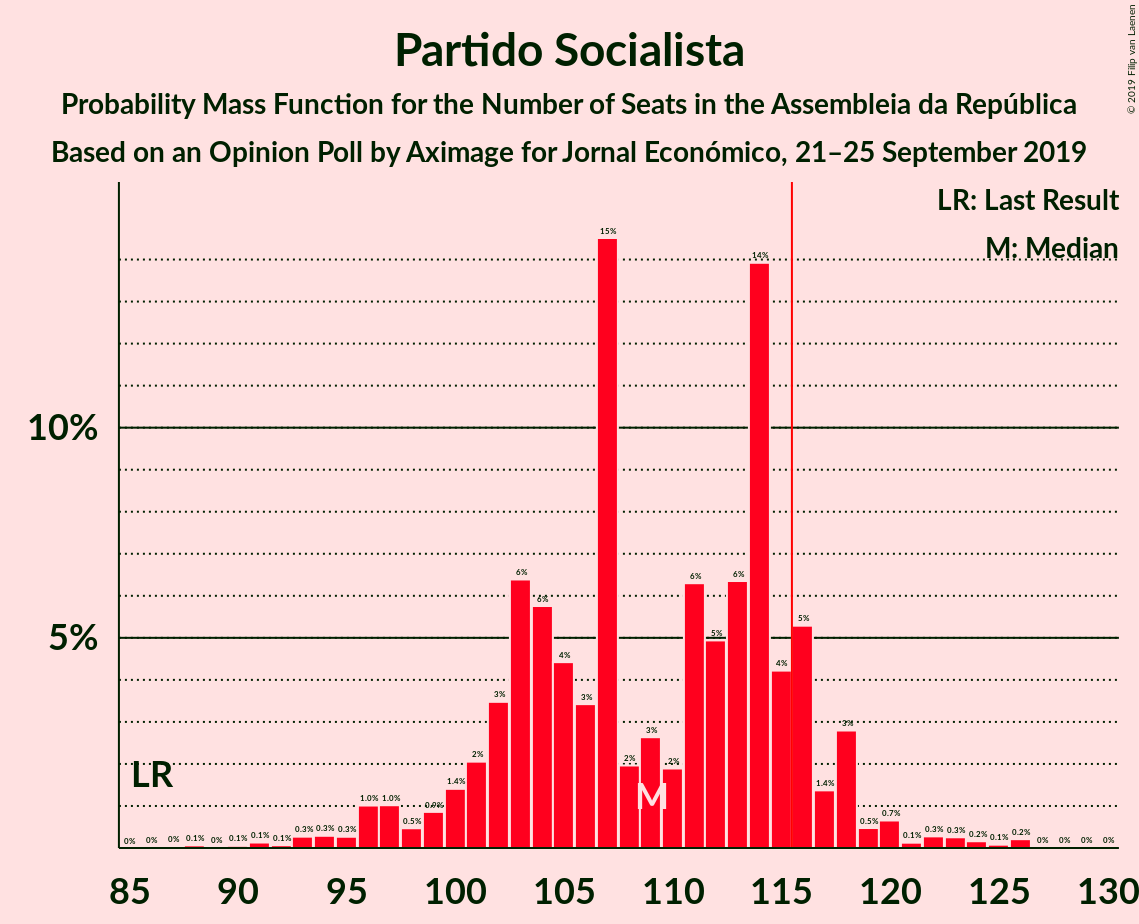 Partido Socialista
Probability Mass Function for the Number of Seats in the Assembleia da República
Based on an Opinion Poll by Aximage for Jornal Económico, 21–25 September 2019
© 2019 Filip van Laenen
LR: Last Result
M: Median
10%
5%
LR
M
0% 0% 0% 0.1% 0% 0.1% 0.1% 0.1% 0.3% 0.3% 0.3% 1.0% 1.0% 0.5% 0.9% 1.4% 2% 3% 6% 6% 4% 3% 15% 2% 3% 2% 6% 5% 6% 14% 4% 5% 1.4% 3% 0.5% 0.7% 0.1% 0.3% 0.3% 0.2% 0.1% 0.2% 0% 0% 0% 0%
85 90 95 100 105 110 115 120 125 130